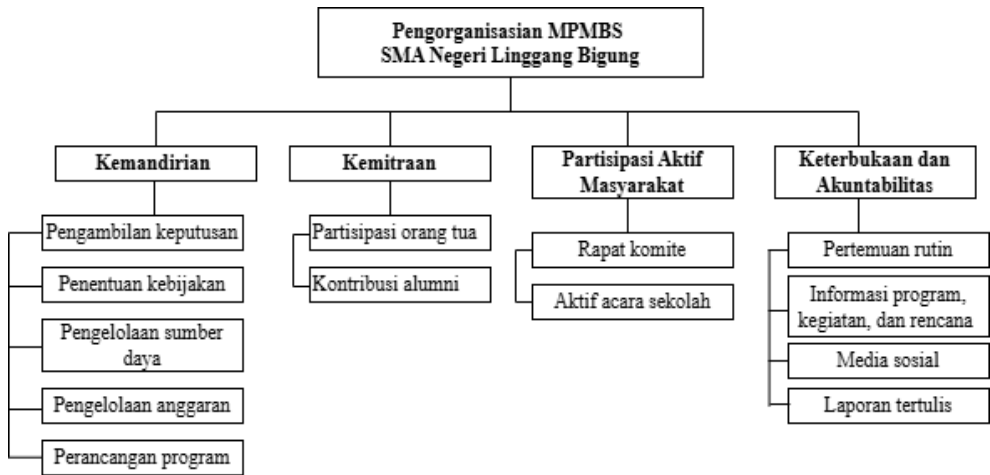 Pengorganisasian MPMBS
SMA Negeri Linggang Bigung
Kemandirian
Pengambilan keputusan
Penentuan kebijakan
Pengelolaan sumber
daya
Pengelolaan anggaran
Perancangan program
Kemitraan
Partisipasi orang tua
Kontribusi alumni
Partisipasi Aktif
Masyarakat
Rapat komite
Aktif acara sekolah
Keterbukaan dan
Akuntabilitas
Pertemuan rutin
Informasi program,
kegiatan, dan rencana
Media sosial
Laporan tertulis